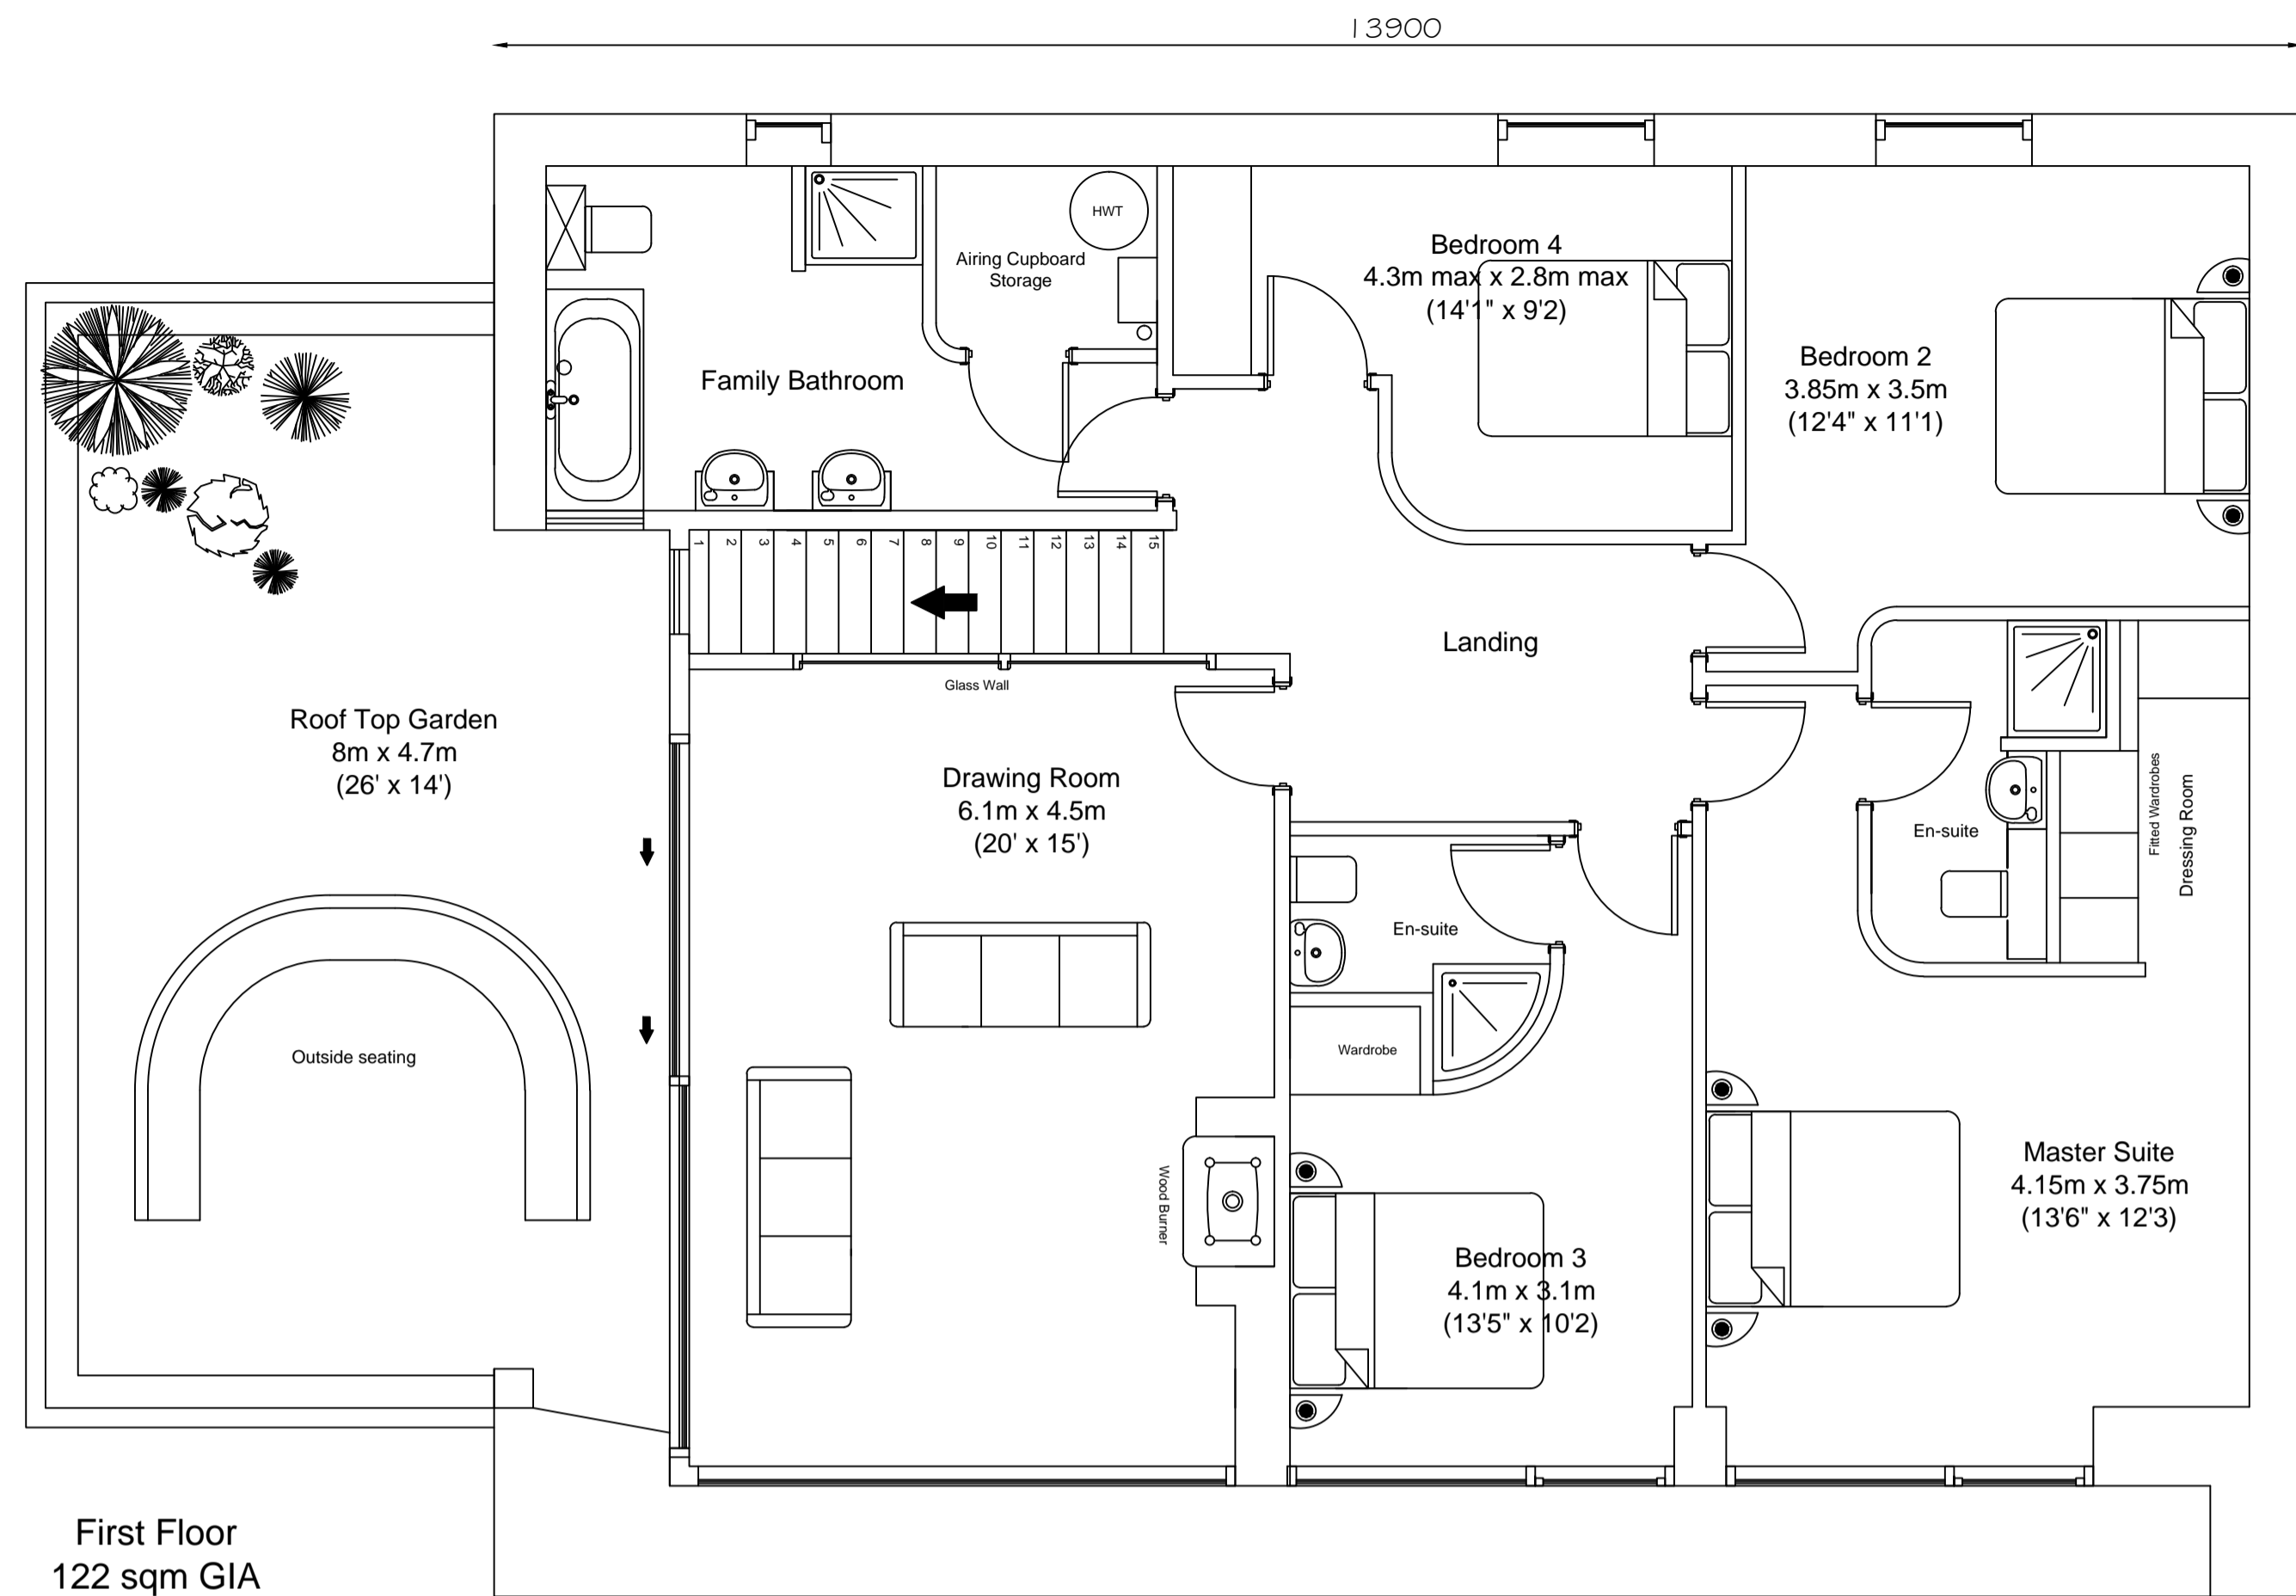 13900
HWT
Airing Cupboard
Storage
Bedroom 4
4.3m max x 2.8m max
(14'1" x 9'2)
Bedroom 2
3.85m x 3.5m
(12'4" x 11'1)
Family Bathroom
1 2 3 4 5 6 7 8 9 10 11 12 13 14 15
Landing
Glass Wall
Roof Top Garden
8m x 4.7m
(26' x 14')
Drawing Room
6.1m x 4.5m
(20' x 15')
En-suite
Fitted Wardrobes
Dressing Room
En-suite
Outside seating
Wardrobe
Wood Burner
Master Suite
4.15m x 3.75m
(13'6" x 12'3)
Bedroom 3
4.1m x 3.1m
(13'5" x 10'2)
First Floor
122 sqm GIA